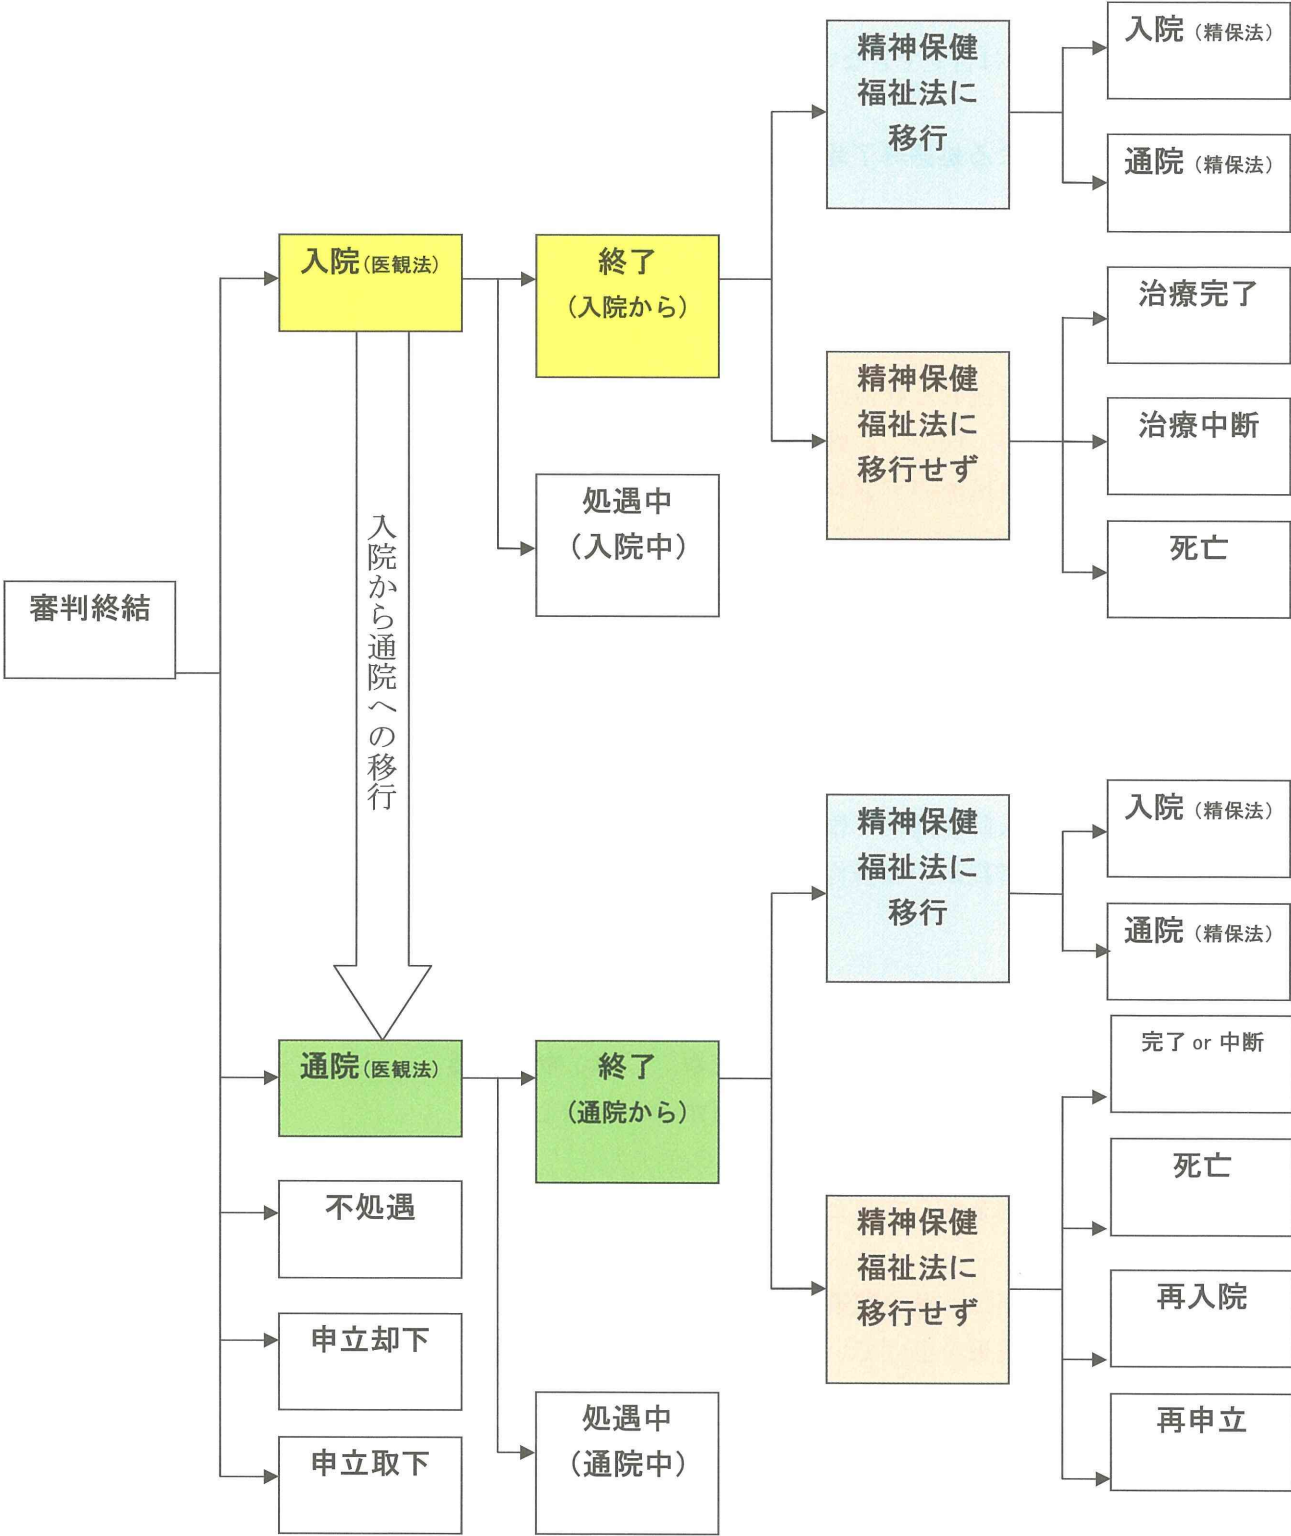 審判終結
入院(医観法)
入院から通院への移行
通院(医観法)
不処遇
申立却下
申立取下
終了
(入院から)
処遇中
(入院中)
終了
(通院から)
処遇中
(通院中)
精神保健
福祉法に
移行
精神保健
福祉法に
移行せず
精神保健
福祉法に
移行
精神保健
福祉法に
移行せず
入院(精保法)
通院(精保法)
治療完了
治療中断
死亡
入院(精保法)
通院(精保法)
完了 or 中断
死亡
再入院
再申立